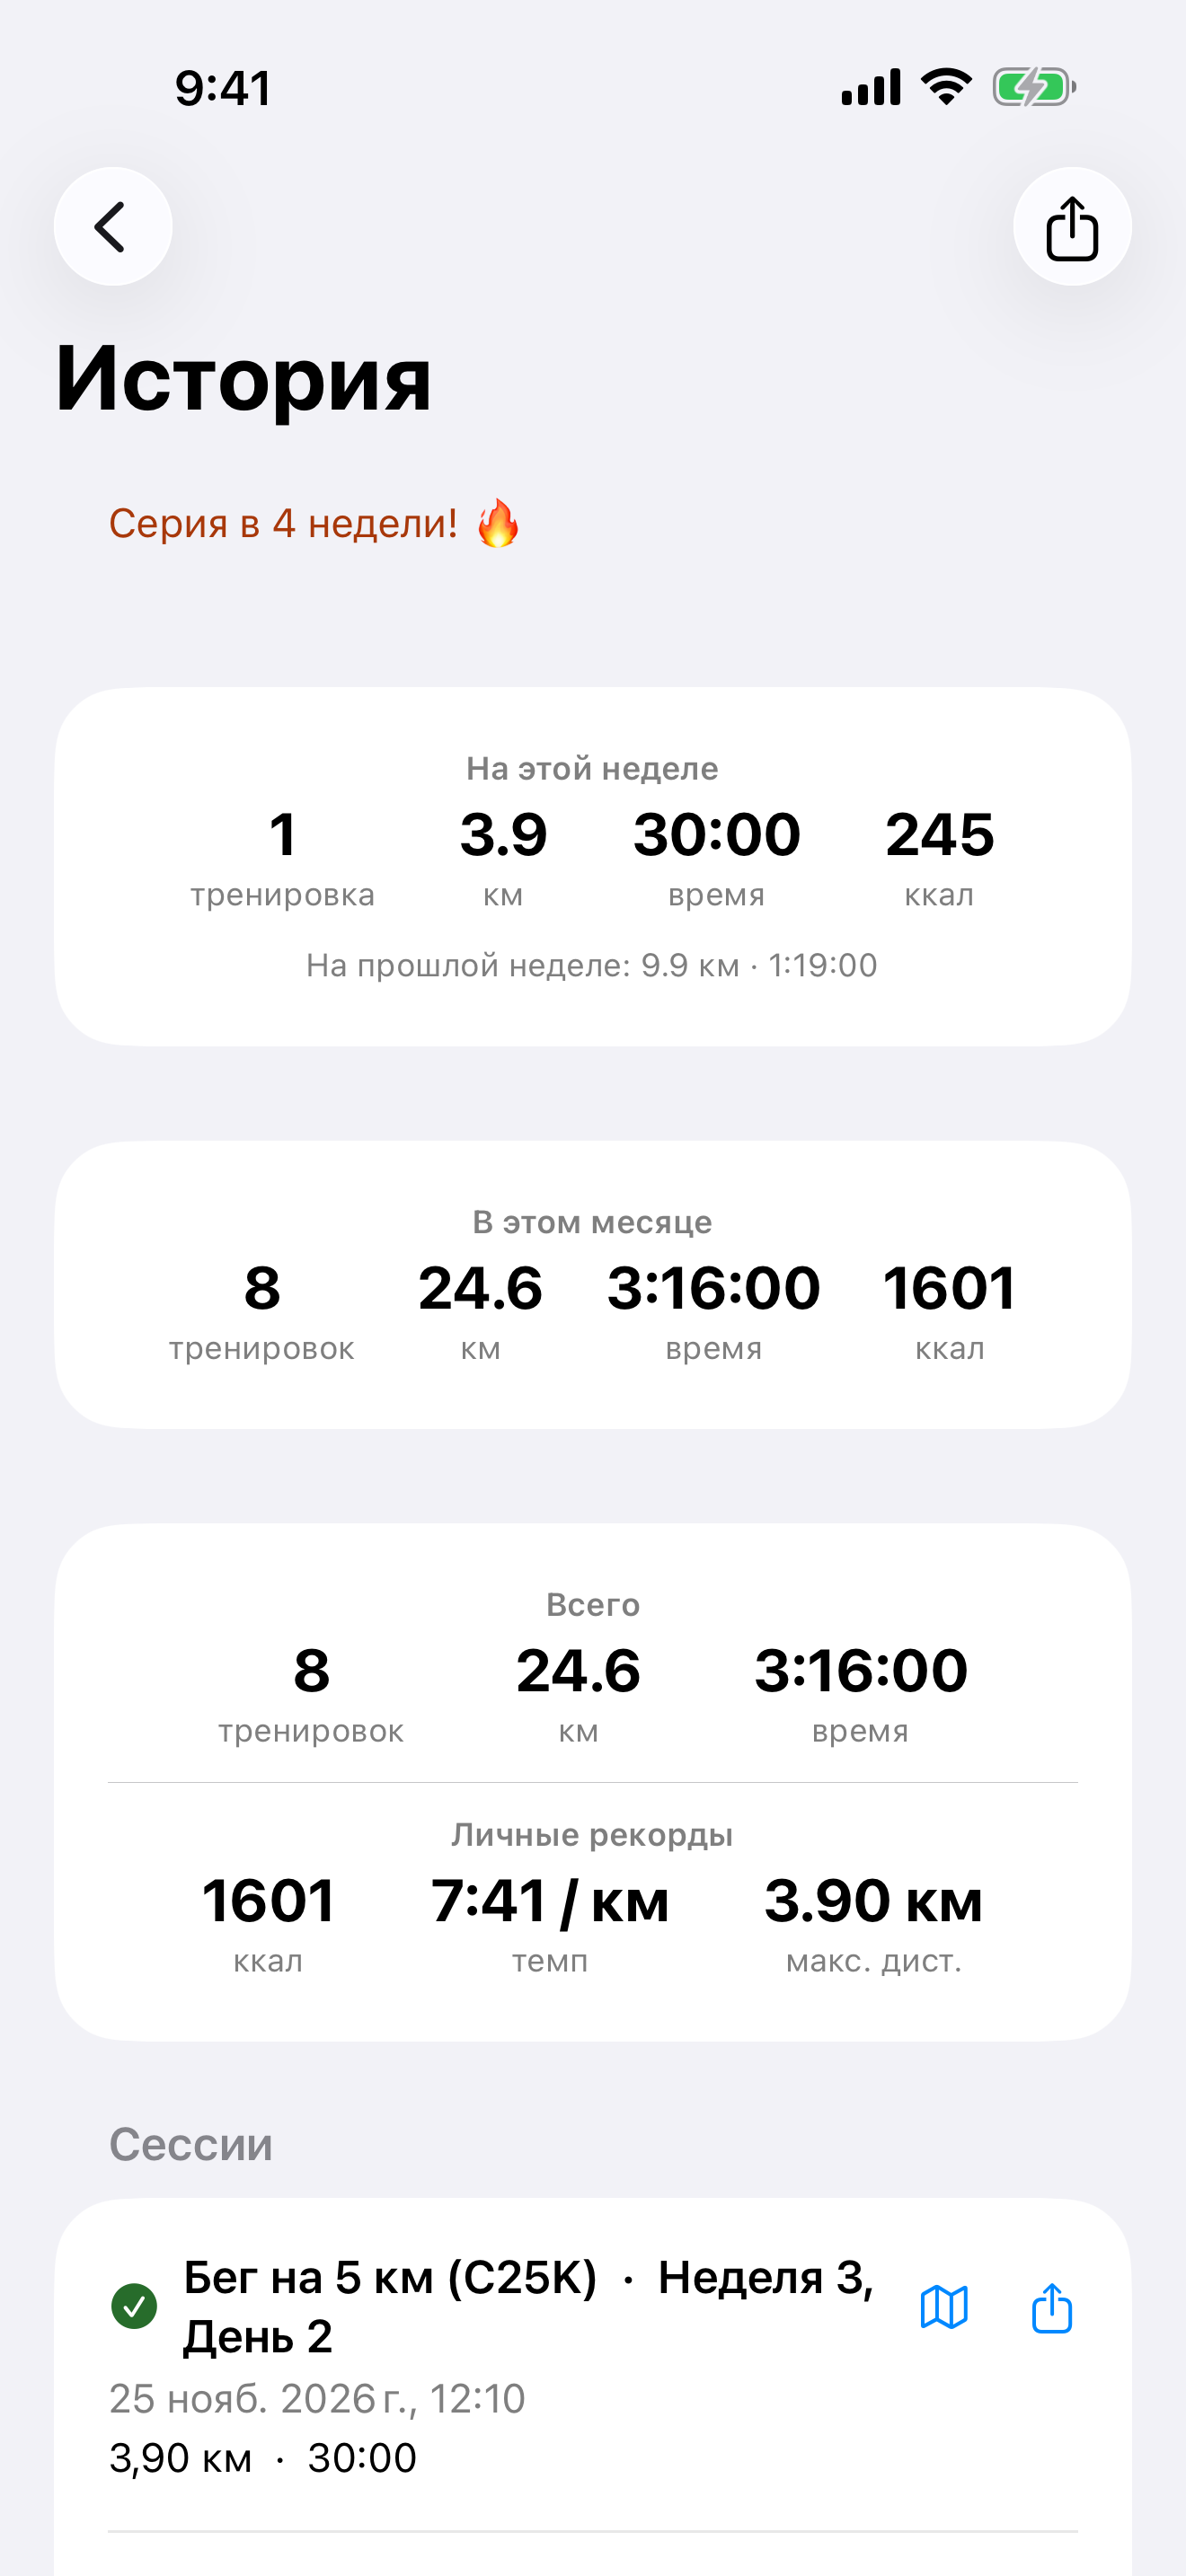 9:41
История
Серия в 4 недели! 🔥
На этой неделе
1 3.9 30:00 245
тренировка км время ккал
На прошлой неделе: 9.9 км · 1:19:00
В этом месяце
8 24.6 3:16:00 1601
тренировок км время ккал
Всего
8 24.6 3:16:00
тренировок км время
Личные рекорды
1601 7:41 / км 3.90 км
ккал темп макс. дист.
Сессии
Бег на 5 км (C25K) · Неделя 3,
День 2
25 нояб. 2026 г., 12:10
3,90 км · 30:00